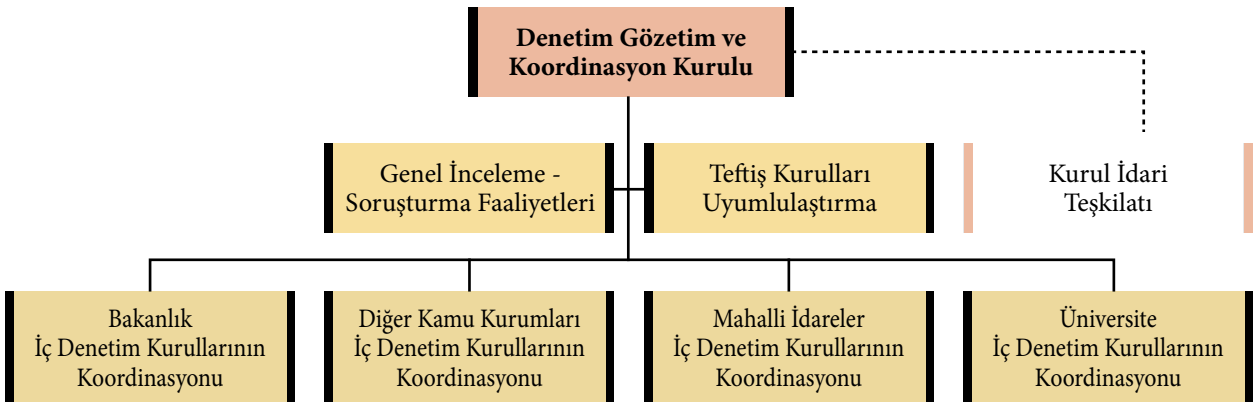 Denetim Gözetim ve
Koordinasyon Kurulu
Genel İnceleme -
Soruşturma Faaliyetleri
Teftiş Kurulları
Uyumlulaştırma
Kurul İdari
Teşkilatı
Bakanlık
İç Denetim Kurullarının
Koordinasyonu
Diğer Kamu Kurumları
İç Denetim Kurullarının
Koordinasyonu
Mahalli İdareler
İç Denetim Kurullarının
Koordinasyonu
Üniversite
İç Denetim Kurullarının
Koordinasyonu